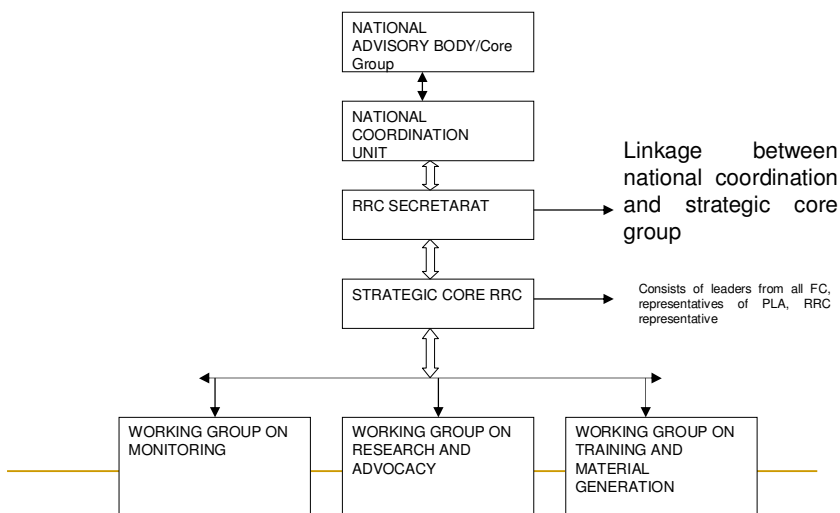 NATIONAL
ADVISORY BODY/Core
Group
NATIONAL
COORDINATION
UNIT
RRC SECRETARAT
Linkage between
national coordination
and strategic core
group
STRATEGIC CORE RRC
Consists of leaders from all FC,
representatives of PLA, RRC
representative
WORKING GROUP ON
MONITORING
WORKING GROUP ON
RESEARCH AND
ADVOCACY
WORKING GROUP ON
TRAINING AND
MATERIAL
GENERATION